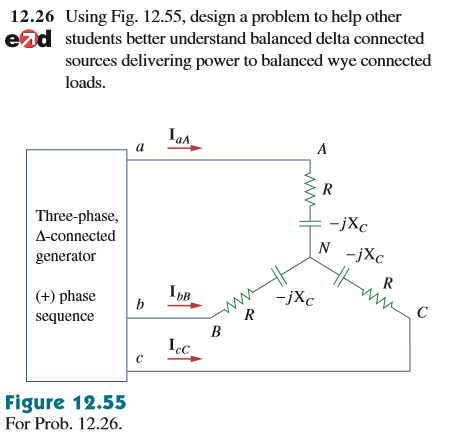 12.26 Using Fig. 12.55, design a problem to help other
e2d students better understand balanced delta connected
sources delivering power to balanced wye connected
loads.
a
I_aA
A
R
-jX_C
N
-jX_C
R
C
Three-phase,
Δ-connected
generator
(+) phase
sequence
b
I_bB
-jX_C
R
B
c
I_cC
Figure 12.55
For Prob. 12.26.